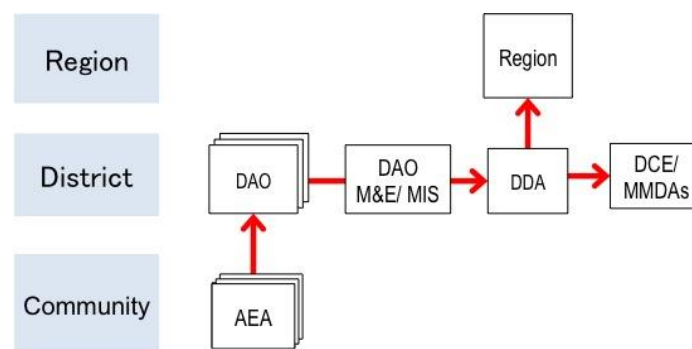 Region
Region
District
DAO
DAO
M&E/ MIS
DDA
DCE/
MMDAs
Community
AEA